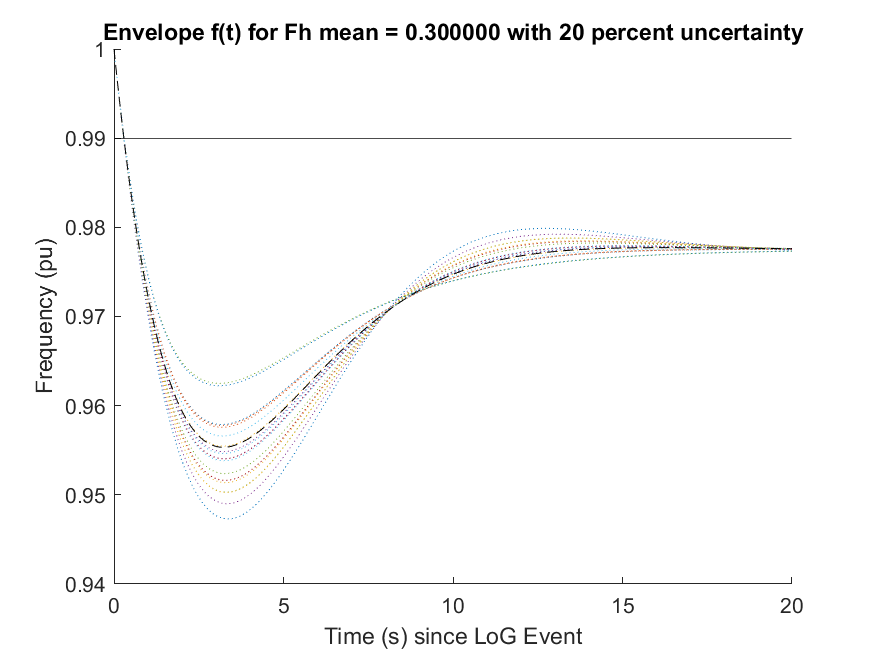 Envelope f(t) for Fh mean = 0.300000 with 20 percent uncertainty
1
0.99
0.98
0.97
0.96
0.95
0.94
Frequency (pu)
0 5 10 15 20
Time (s) since LoG Event